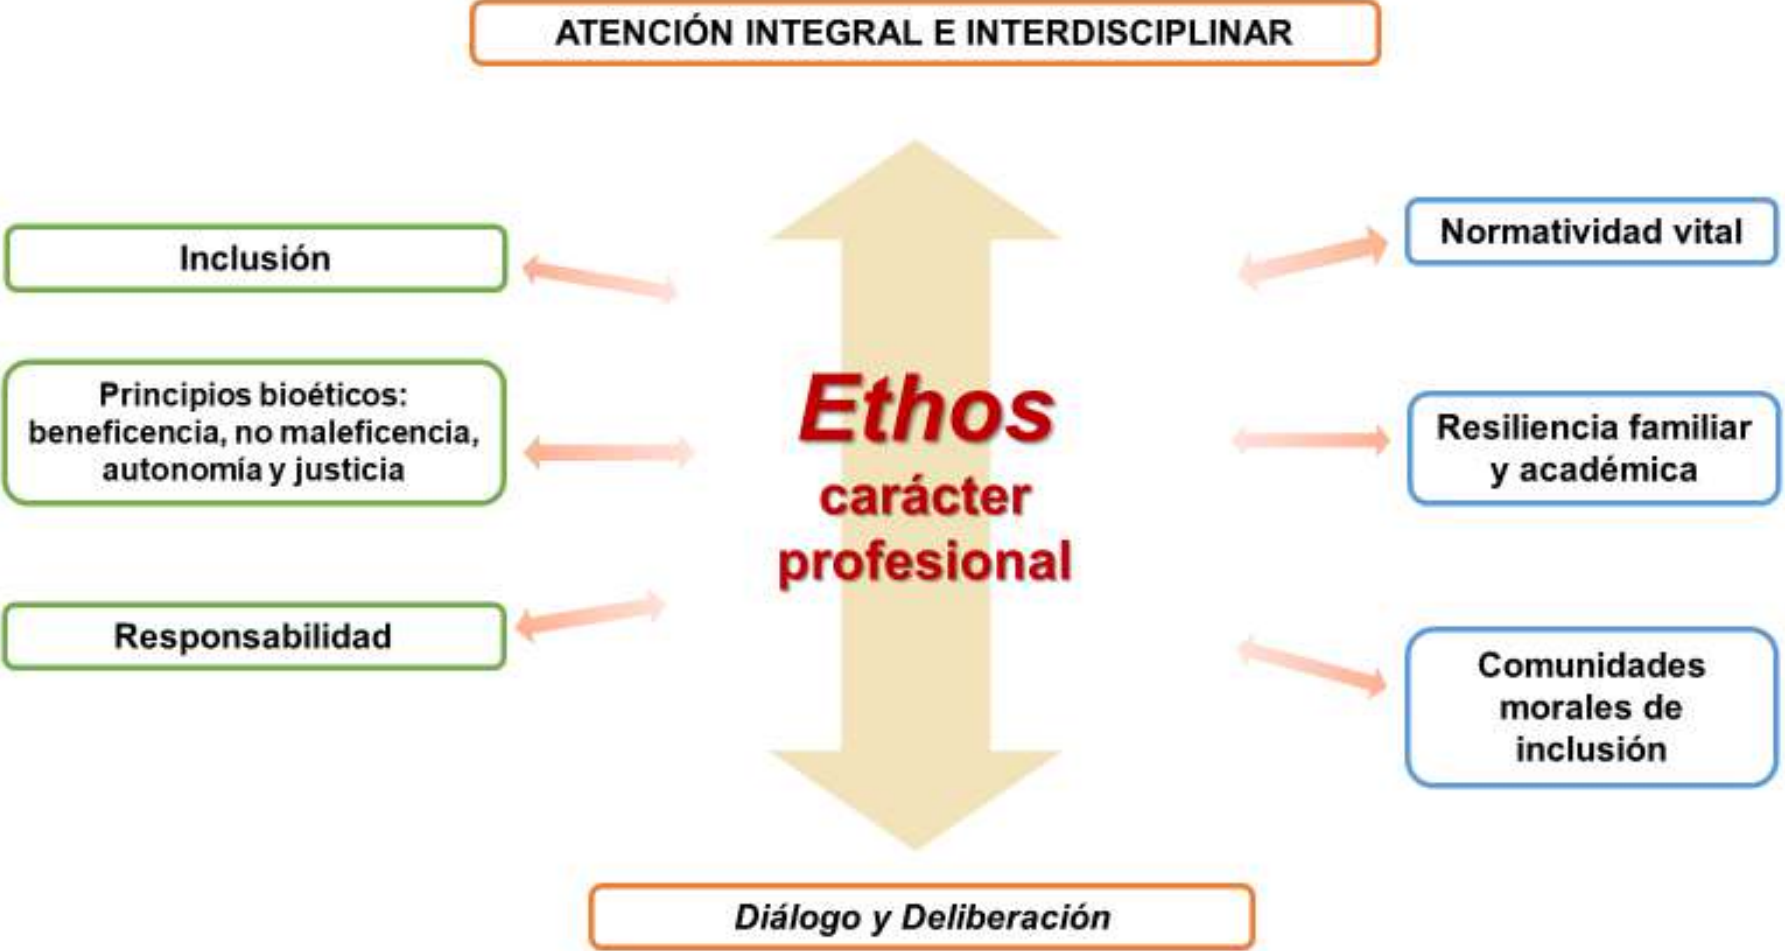 ATENCIÓN INTEGRAL E INTERDISCIPLINAR
Inclusión
Principios bioéticos:
beneficencia, no maleficencia,
autonomía y justicia
Responsabilidad
Ethos
carácter
profesional
Normatividad vital
Resiliencia familiar
y académica
Comunidades
morales de
inclusión
Diálogo y Deliberación